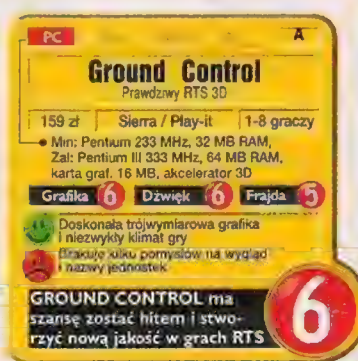 PC A
Ground Control
Prawdziwy RTS 3D
159 zł Sierra / Play-it 1-8 graczy
Min: Pentium 233 MHz, 32 MB RAM,
Zal: Pentium III 333 MHz, 64 MB RAM,
karta graf. 16 MB, akcelerator 3D
Grafika 6 Dźwięk 6 Frajda 5
Doskonała trójwymiarowa grafika
i niezwykły klimat gry
Brakuje kilku pomysłów na wygląd
i nazwy jednostek
GROUND CONTROL ma
szansę zostać hitem i stwo-
rzyć nową jakość w grach RTS
6